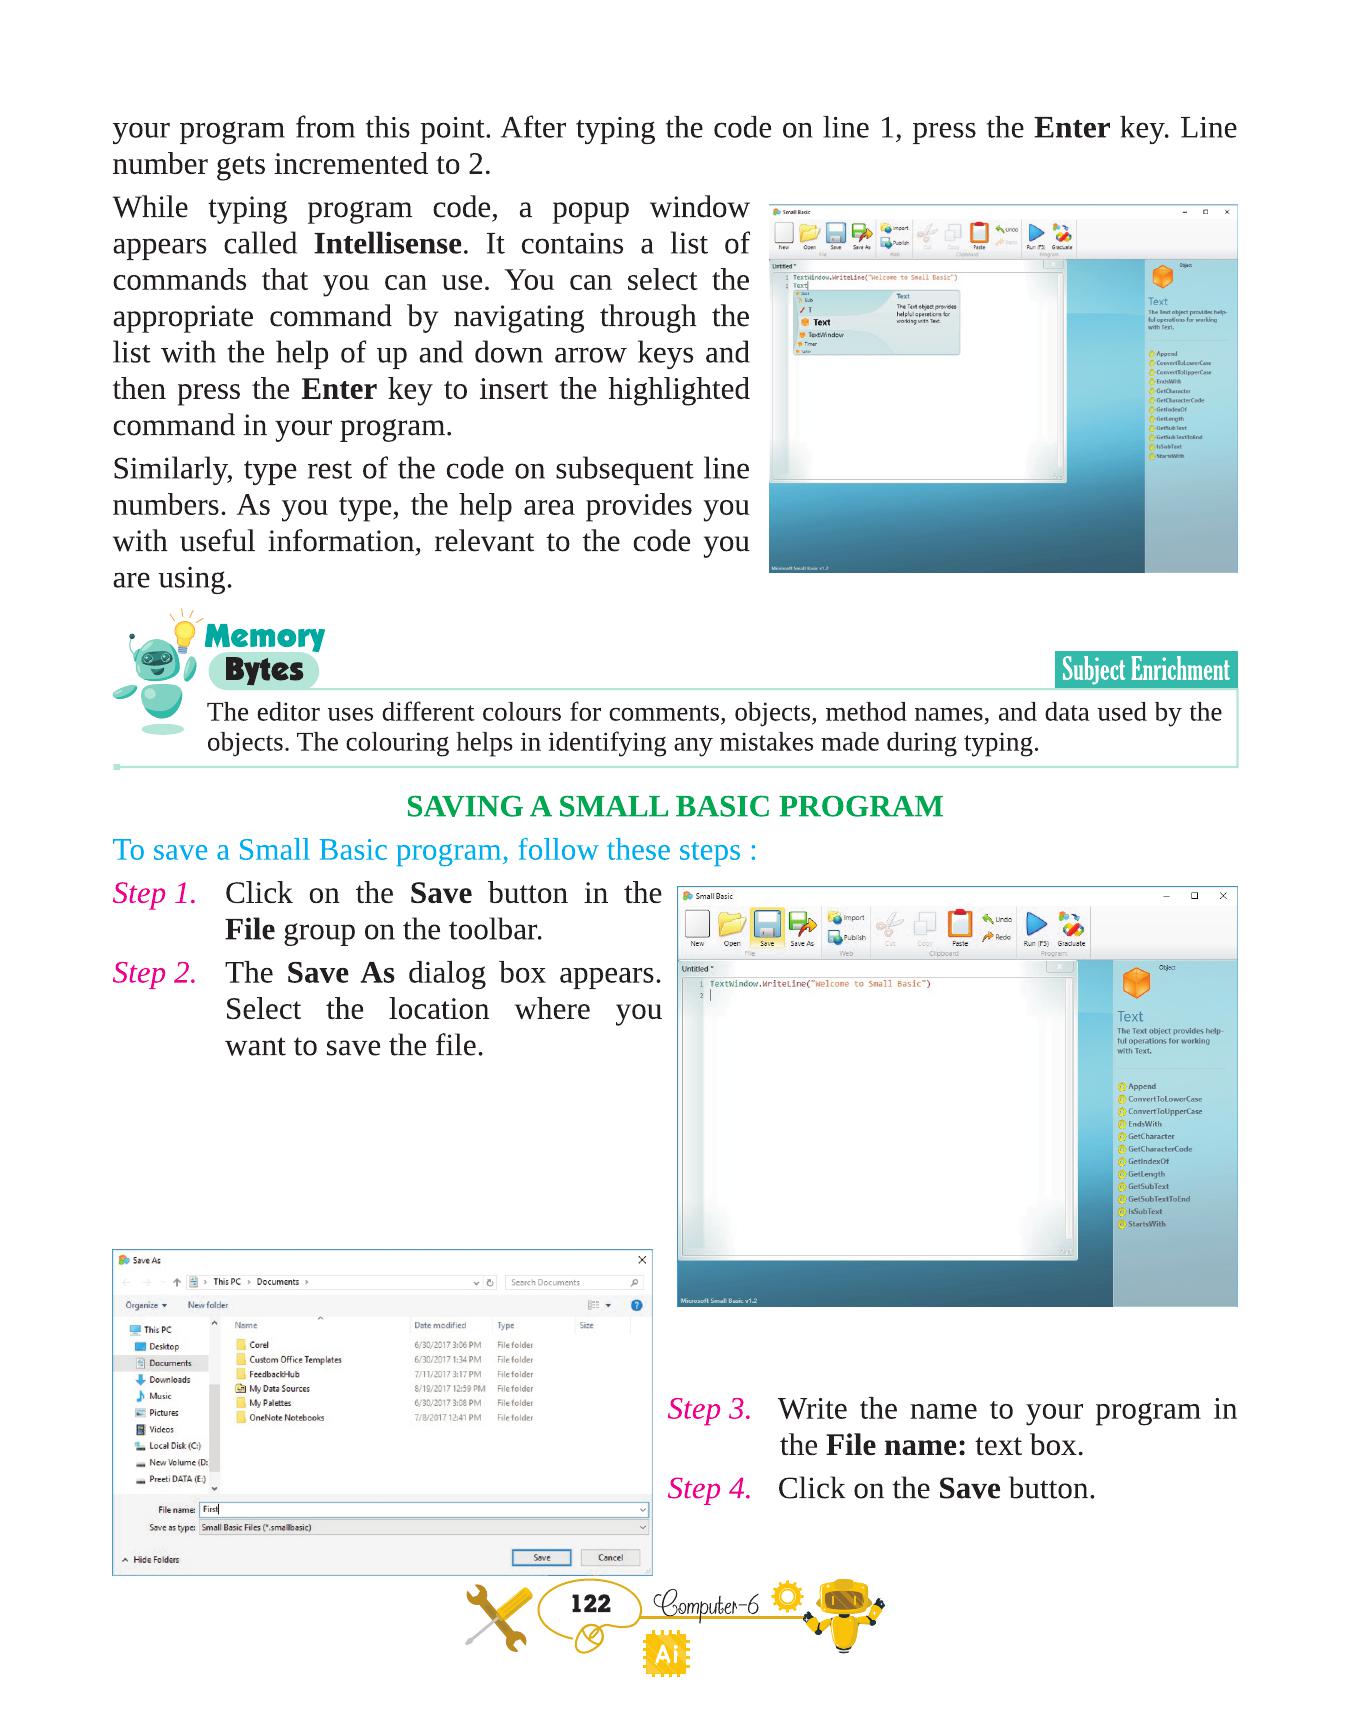 your program from this point. After typing the code on line 1, press the Enter key. Line
number gets incremented to 2.
While typing program code, a popup window
appears called Intellisense. It contains a list of
commands that you can use. You can select the
appropriate command by navigating through the
list with the help of up and down arrow keys and
then press the Enter key to insert the highlighted
command in your program.
Similarly, type rest of the code on subsequent line
numbers. As you type, the help area provides you
with useful information, relevant to the code you
are using.
Small Basic
New Open Save Save As Import Publish Cut Copy Paste Undo Redo Run (F5) Graduate
File Web Clipboard Program
Untitled *
1 TextWindow.WriteLine("Welcome to Small Basic")
2 Text
Sub
T
Text
TextWindow
Timer
Text
The Text object provides
helpful operations for
working with Text.
Object
Text
The Text object provides help-
ful operations for working
with Text.
Append
ConvertToLowerCase
ConvertToUpperCase
EndsWith
GetCharacter
GetCharacterCode
GetIndexOf
GetLength
GetSubText
GetSubTextToEnd
IsSubText
StartsWith
Microsoft Small Basic v1.2
Memory
Bytes
Subject Enrichment
The editor uses different colours for comments, objects, method names, and data used by the
objects. The colouring helps in identifying any mistakes made during typing.
SAVING A SMALL BASIC PROGRAM
To save a Small Basic program, follow these steps :
Step 1. Click on the Save button in the
File group on the toolbar.
Step 2. The Save As dialog box appears.
Select the location where you
want to save the file.
Small Basic
New Open Save Save As Import Publish Cut Copy Paste Undo Redo Run (F5) Graduate
File Web Clipboard Program
Untitled *
1 TextWindow.WriteLine("Welcome to Small Basic")
2
Object
Text
The Text object provides help-
ful operations for working
with Text.
Append
ConvertToLowerCase
ConvertToUpperCase
EndsWith
GetCharacter
GetCharacterCode
GetIndexOf
GetLength
GetSubText
GetSubTextToEnd
IsSubText
StartsWith
Microsoft Small Basic v1.2
Save As
This PC > Documents >
Search Documents
Organize New folder
This PC
Desktop
Documents
Downloads
Music
Pictures
Videos
Local Disk (C:)
New Volume (D:
Preeti DATA (E:)
Name Date modified Type Size
Corel 6/30/2017 3:06 PM File folder
Custom Office Templates 6/30/2017 1:34 PM File folder
FeedbackHub 7/11/2017 3:17 PM File folder
My Data Sources 8/19/2017 12:59 PM File folder
My Palettes 6/30/2017 3:08 PM File folder
OneNote Notebooks 7/8/2017 12:41 PM File folder
File name: First
Save as type: Small Basic Files (*.smallbasic)
Hide Folders
Save Cancel
Step 3. Write the name to your program in
the File name: text box.
Step 4. Click on the Save button.
122
Computer-6
Ai